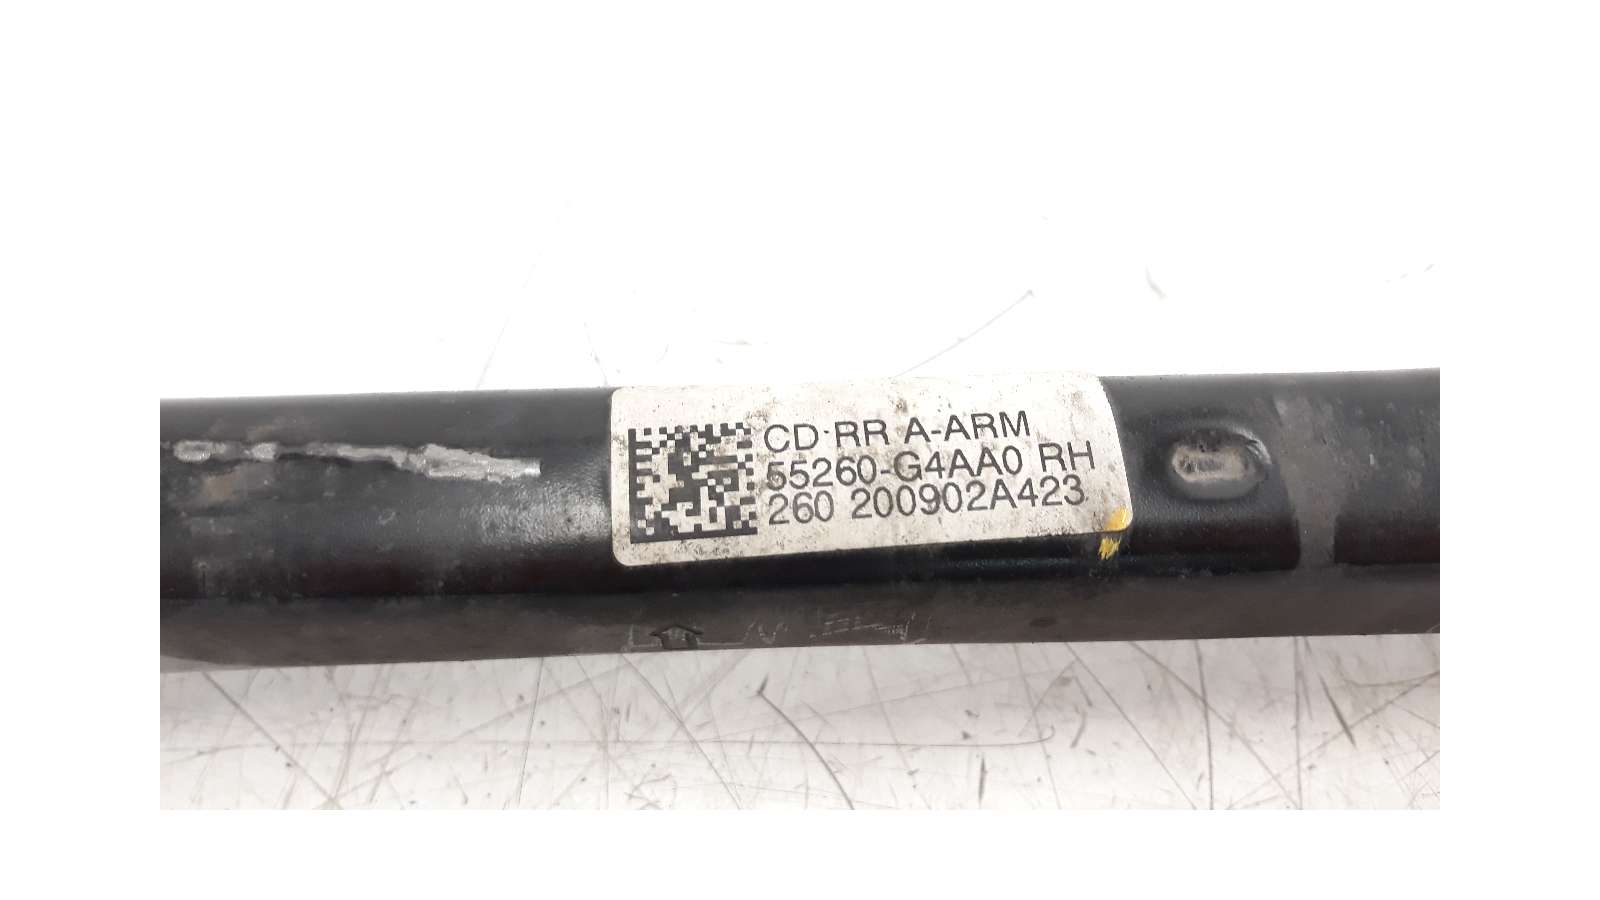 CD RR A-ARM
55260-G4AA0 RH
260 200902A423